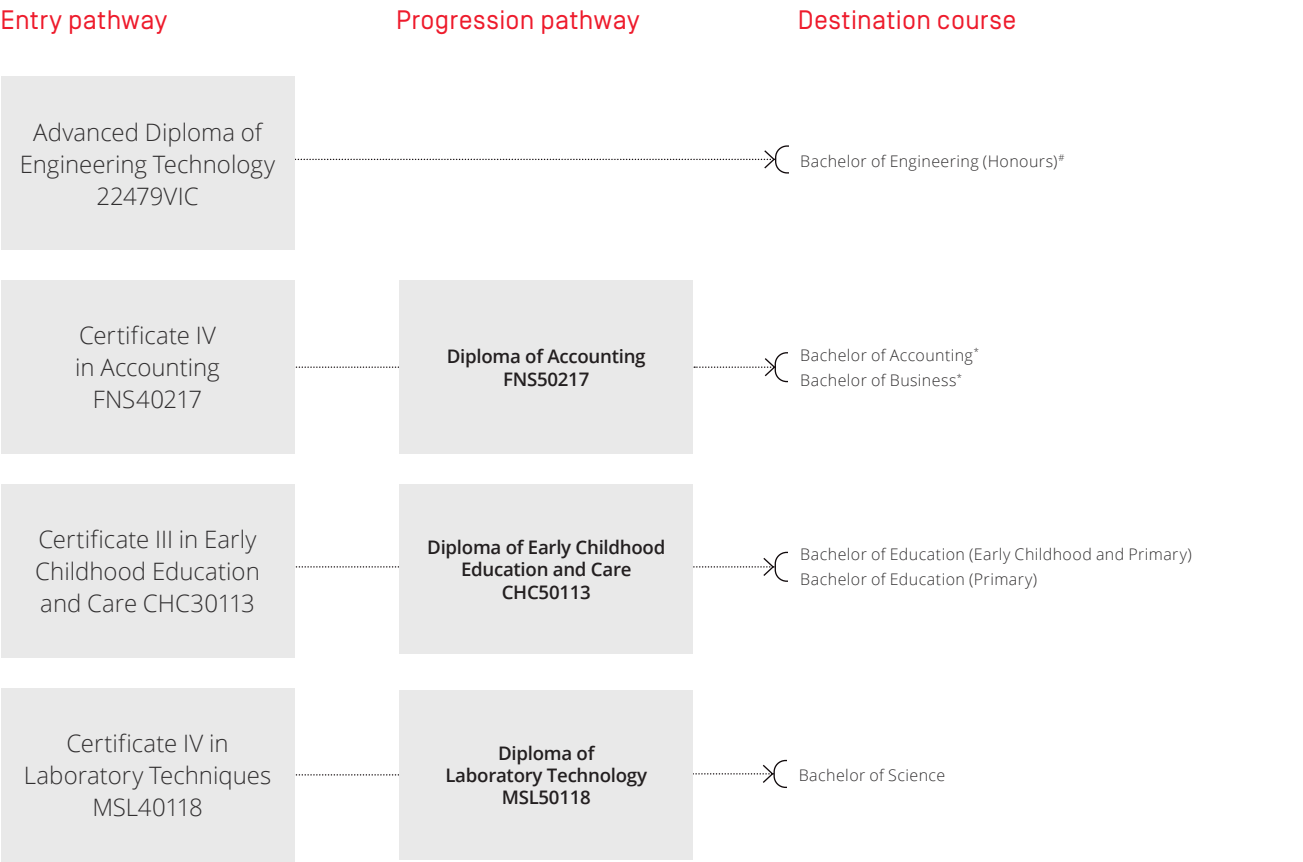 Entry pathway
Progression pathway
Destination course
Advanced Diploma of
Engineering Technology
22479VIC
Bachelor of Engineering (Honours)#
Certificate IV
in Accounting
FNS40217
Diploma of Accounting
FNS50217
Bachelor of Accounting*
Bachelor of Business*
Certificate III in Early
Childhood Education
and Care CHC30113
Diploma of Early Childhood
Education and Care
CHC50113
Bachelor of Education (Early Childhood and Primary)
Bachelor of Education (Primary)
Certificate IV in
Laboratory Techniques
MSL40118
Diploma of
Laboratory Technology
MSL50118
Bachelor of Science